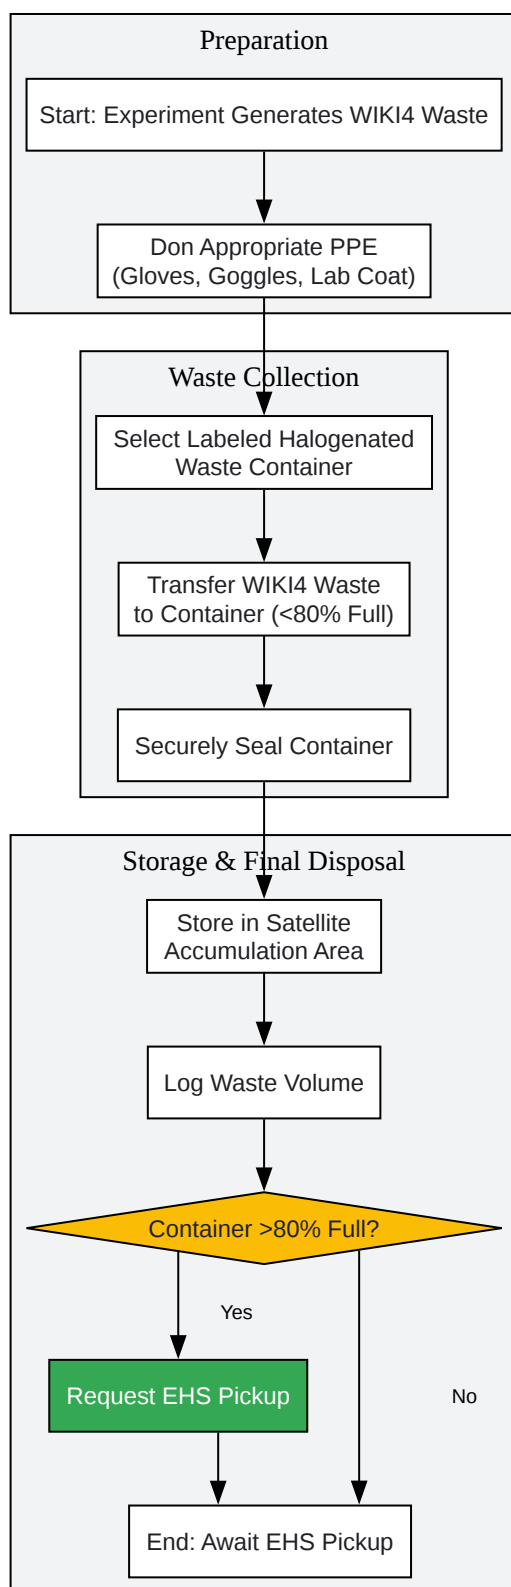 Preparation
Start: Experiment Generates WIKI4 Waste
Don Appropriate PPE
(Gloves, Goggles, Lab Coat)
Waste Collection
Select Labeled Halogenated
Waste Container
Transfer WIKI4 Waste
to Container (<80% Full)
Securely Seal Container
Storage & Final Disposal
Store in Satellite
Accumulation Area
Log Waste Volume
Container >80% Full?
Yes
Request EHS Pickup
No
End: Await EHS Pickup